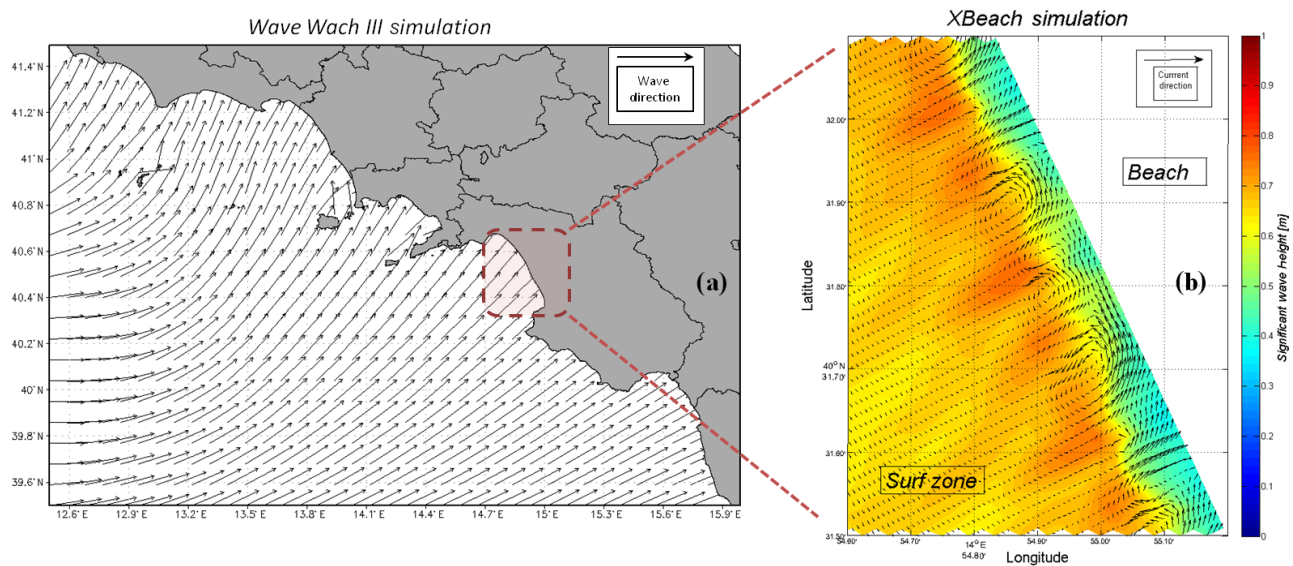 Wave Wach III simulation
41.4°N
41.2°N
41°N
40.8°N
40.6°N
40.4°N
40.2°N
40°N
39.8°N
39.6°N
12.6°E 12.9°E 13.2°E 13.5°E 13.8°E 14.1°E 14.4°E 14.7°E 15°E 15.3°E 15.6°E 15.9°E
Wave
direction
(a)
XBeach simulation
Currrent
direction
Beach
(b)
Surf zone
Latitude
32.00'
31.90'
31.80'
40°N
31.70'
31.60'
31.50'
54.60' 54.70' 14°E 54.90' 55.00' 55.10'
54.80'
Longitude
1
0.9
0.8
0.7
0.6
0.5
0.4
0.3
0.2
0.1
0
Significant wave height [m]